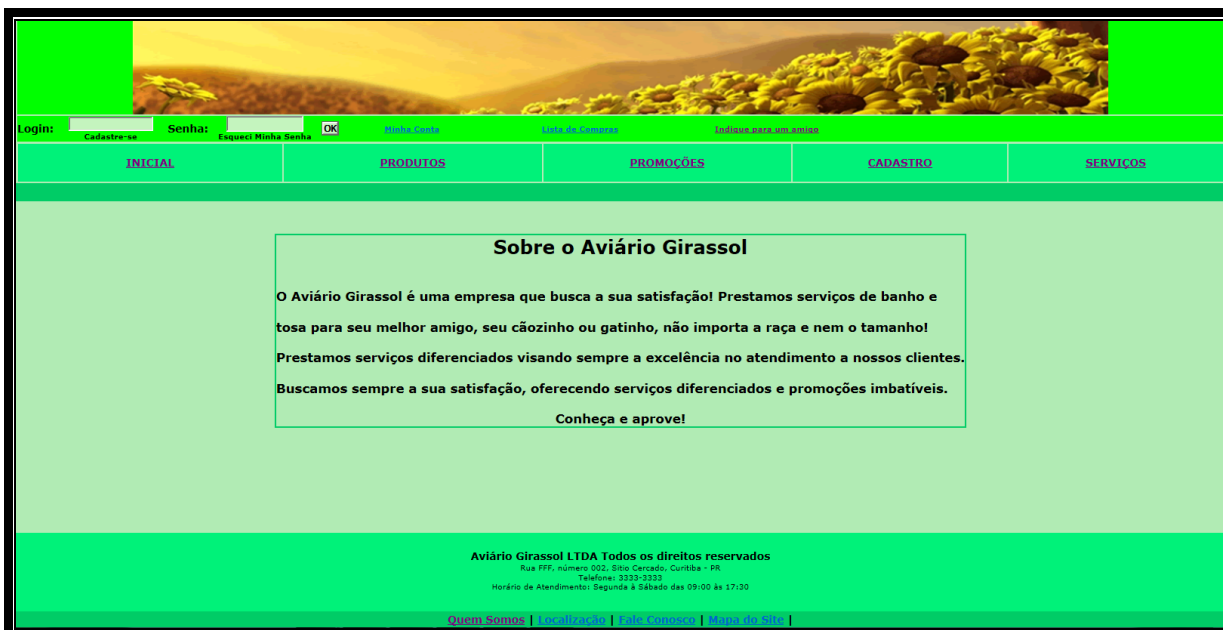 Login: Senha: OK Minha Conta Lista de Compras Indique para um amigo
Cadastre-se Esqueci Minha Senha
INICIAL PRODUTOS PROMOÇÕES CADASTRO SERVIÇOS
Sobre o Aviário Girassol
O Aviário Girassol é uma empresa que busca a sua satisfação! Prestamos serviços de banho e
tosa para seu melhor amigo, seu cãozinho ou gatinho, não importa a raça e nem o tamanho!
Prestamos serviços diferenciados visando sempre a excelência no atendimento a nossos clientes.
Buscamos sempre a sua satisfação, oferecendo serviços diferenciados e promoções imbatíveis.
Conheça e aprove!
Aviário Girassol LTDA Todos os direitos reservados
Rua FFF, número 002, Sitio Cercado, Curitiba - PR
Telefone: 3333-3333
Horário de Atendimento: Segunda à Sábado das 09:00 às 17:30
Quem Somos | Localização | Fale Conosco | Mapa do Site |